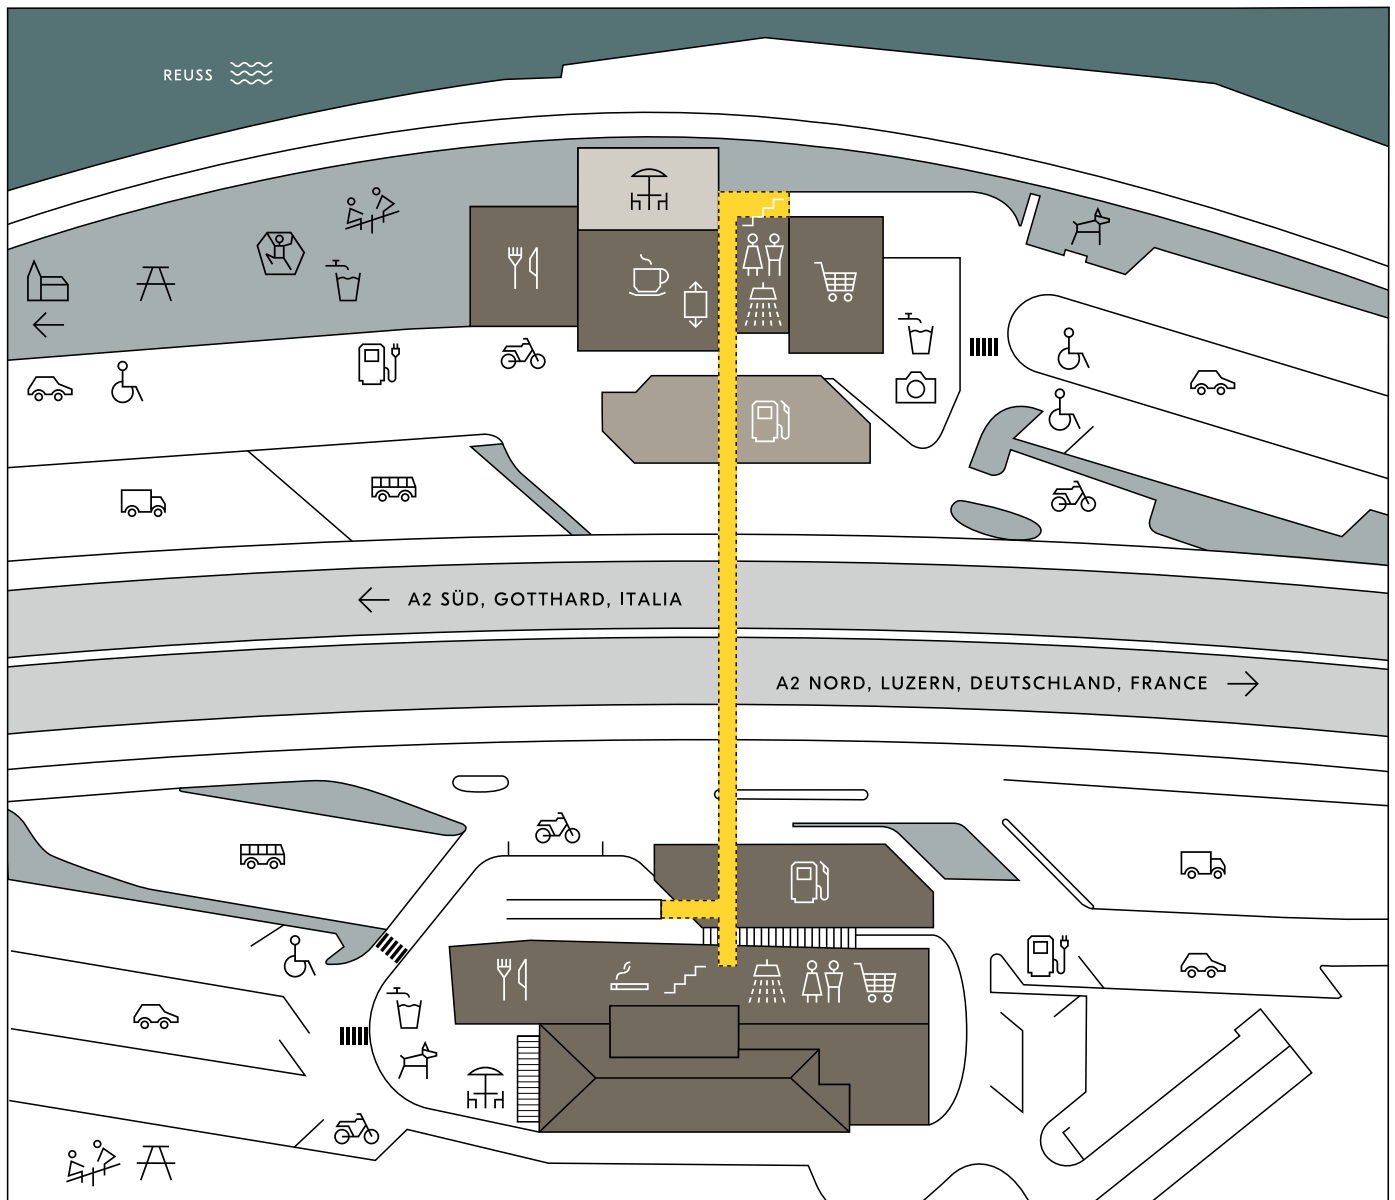 REUSS
A2 SÜD, GOTTHARD, ITALIA
A2 NORD, LUZERN, DEUTSCHLAND, FRANCE